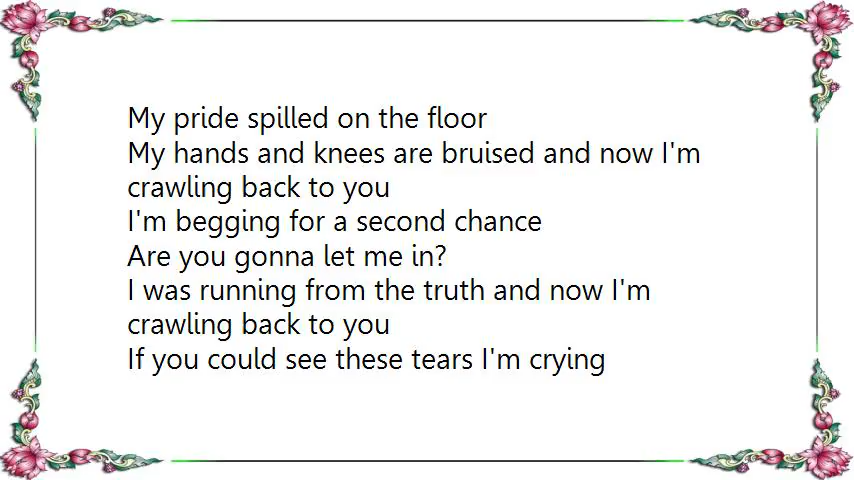 My pride spilled on the floor
My hands and knees are bruised and now I'm
crawling back to you
I'm begging for a second chance
Are you gonna let me in?
I was running from the truth and now I'm
crawling back to you
If you could see these tears I'm crying